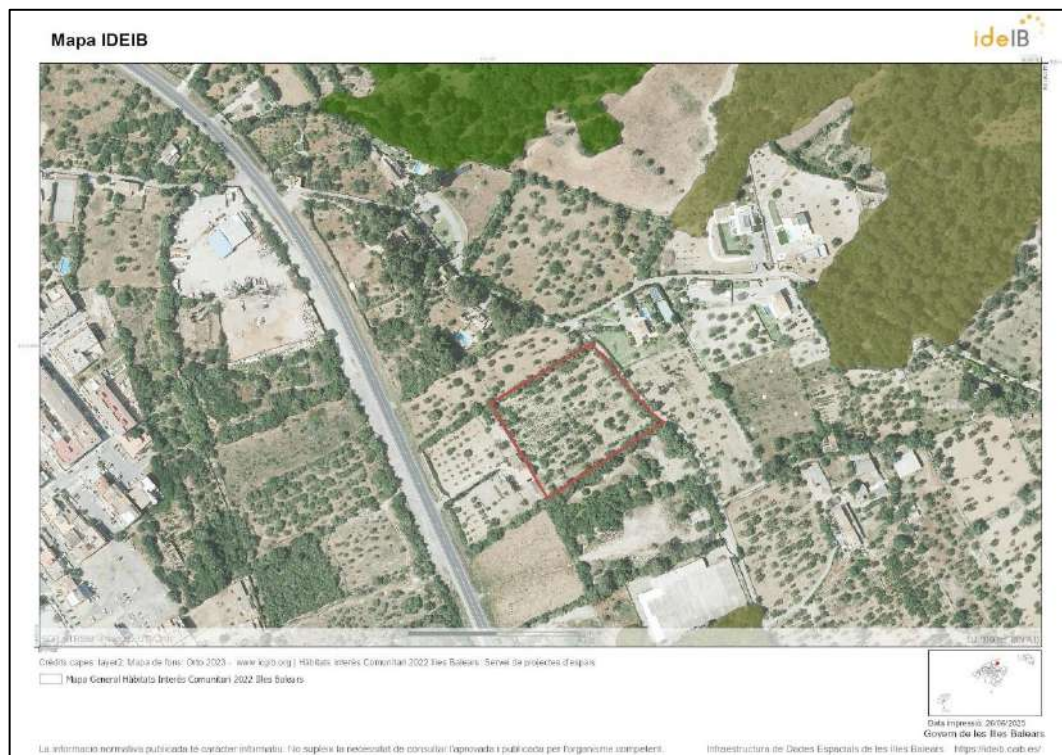 Mapa IDEIB
ideIB
Crèdits capes: layer2; Mapa de fons: Orto 2023 - www.icgib.org | Hàbitats Interès Comunitari 2022 Illes Balears. Servei de projectes d'espais
Mapa General Hàbitats Interès Comunitari 2022 Illes Balears
Data impressió: 26/06/2025
Govern de les Illes Balears
La informació normativa publicada té caràcter informatiu. No supleix la necessitat de consultar l'aprovada i publicada per l'organisme competent.
Infraestructura de Dades Espacials de les Illes Balears. https://ideib.caib.es/